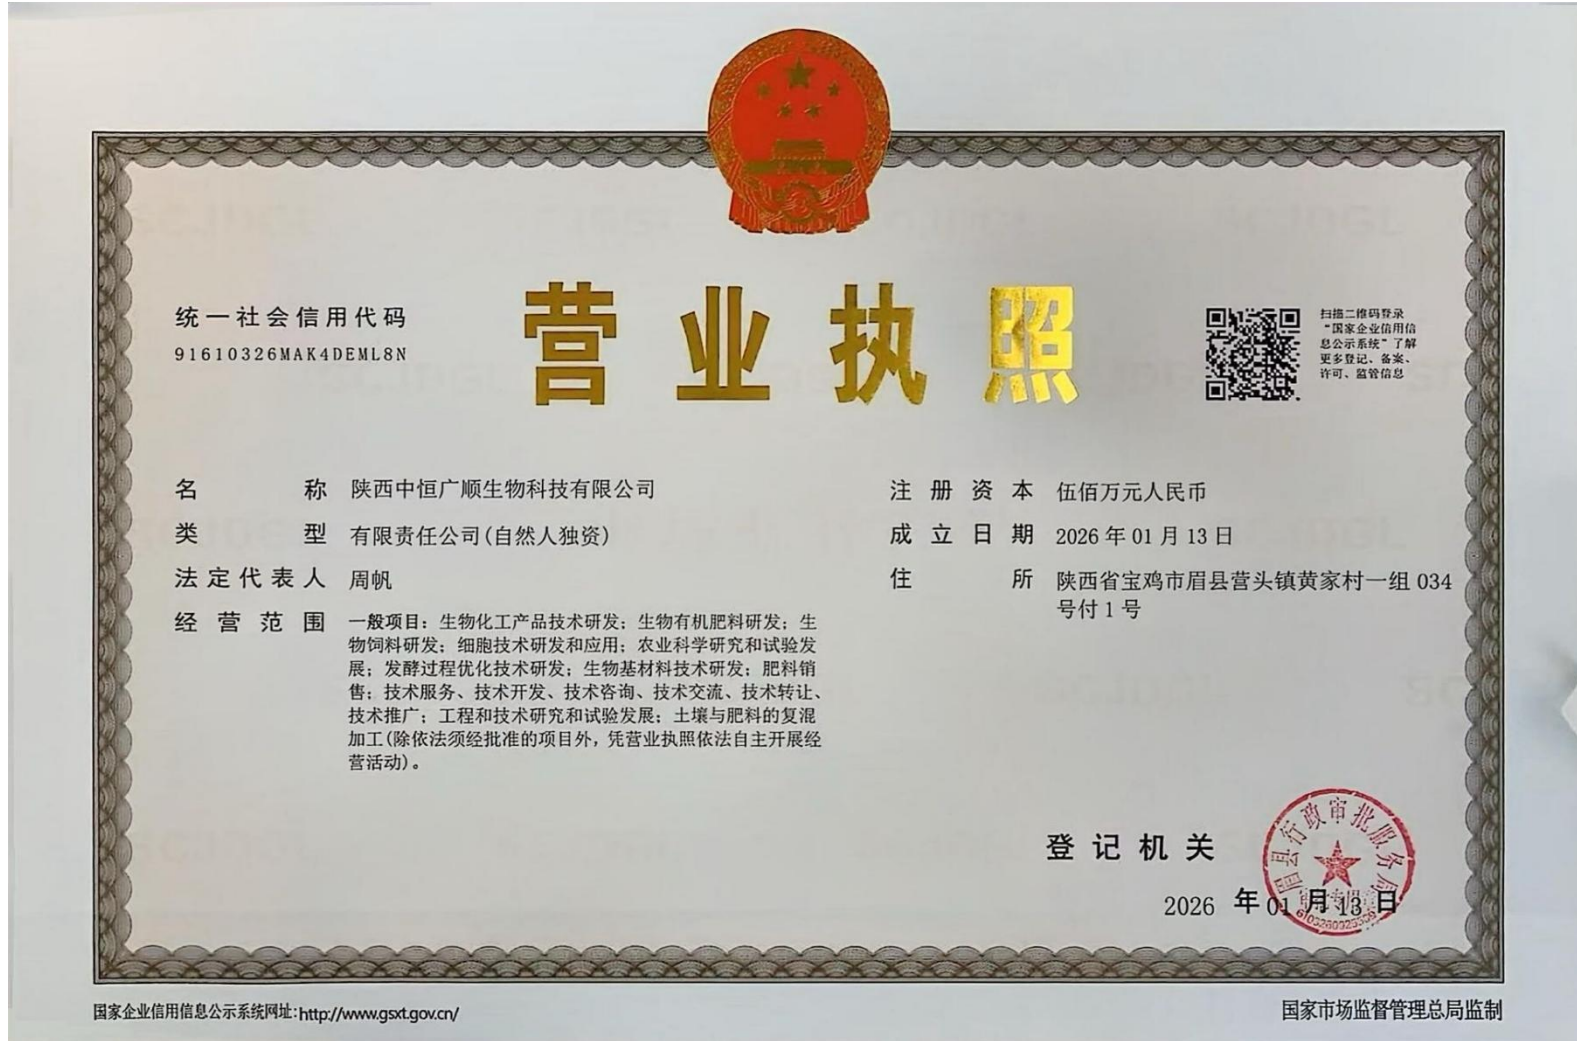 营业执照
统一社会信用代码
91610326MAK4DEML8N
扫描二维码登录
“国家企业信用信
息公示系统”了解
更多登记、备案、
许可、监管信息
名称 陕西中恒广顺生物科技有限公司
类型 有限责任公司(自然人独资)
法定代表人 周帆
经营范围 一般项目：生物化工产品技术研发；生物有机肥料研发；生
物饲料研发；细胞技术研发和应用；农业科学研究和试验发
展；发酵过程优化技术研发；生物基材料技术研发；肥料销
售；技术服务、技术开发、技术咨询、技术交流、技术转让、
技术推广；工程和技术研究和试验发展；土壤与肥料的复混
加工(除依法须经批准的项目外，凭营业执照依法自主开展经
营活动)。
注册资本 伍佰万元人民币
成立日期 2026年01月13日
住所 陕西省宝鸡市眉县营头镇黄家村一组034
号付1号
登记机关
眉县行政审批服务局
2026年01月13日
国家企业信用信息公示系统网址:http://www.gsxt.gov.cn/
国家市场监督管理总局监制